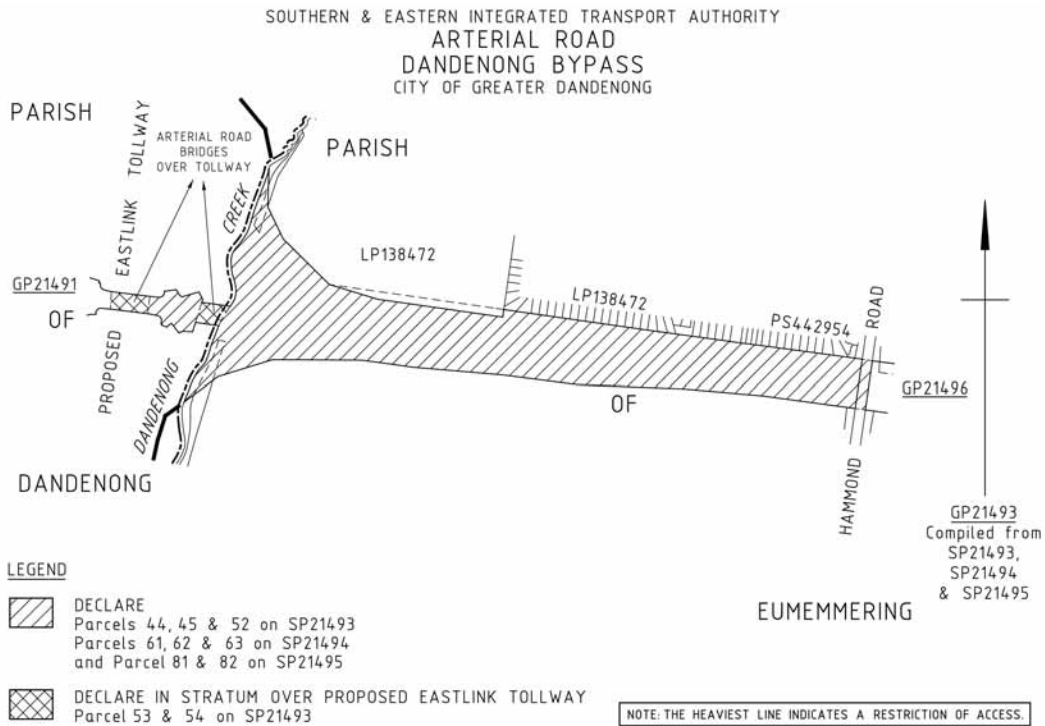 SOUTHERN & EASTERN INTEGRATED TRANSPORT AUTHORITY
ARTERIAL ROAD
DANDENONG BYPASS
CITY OF GREATER DANDENONG
PARISH
EASTLINK TOLLWAY
ARTERIAL ROAD
BRIDGES
OVER TOLLWAY
PARISH
CREEK
LP138472
GP21491
OF
LP138472
PS442954
ROAD
PROPOSED
DANDENONG
OF
GP21496
HAMMOND
DANDENONG
GP21493
Compiled from
SP21493,
SP21494
& SP21495
EUMEMMERING
LEGEND
DECLARE
Parcels 44, 45 & 52 on SP21493
Parcels 61, 62 & 63 on SP21494
and Parcel 81 & 82 on SP21495
DECLARE IN STRATUM OVER PROPOSED EASTLINK TOLLWAY
Parcel 53 & 54 on SP21493
NOTE: THE HEAVIEST LINE INDICATES A RESTRICTION OF ACCESS.